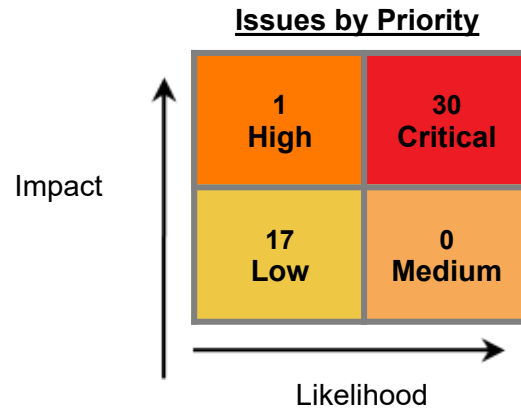 Issues by Priority
1
High
30
Critical
Impact
17
Low
0
Medium
Likelihood